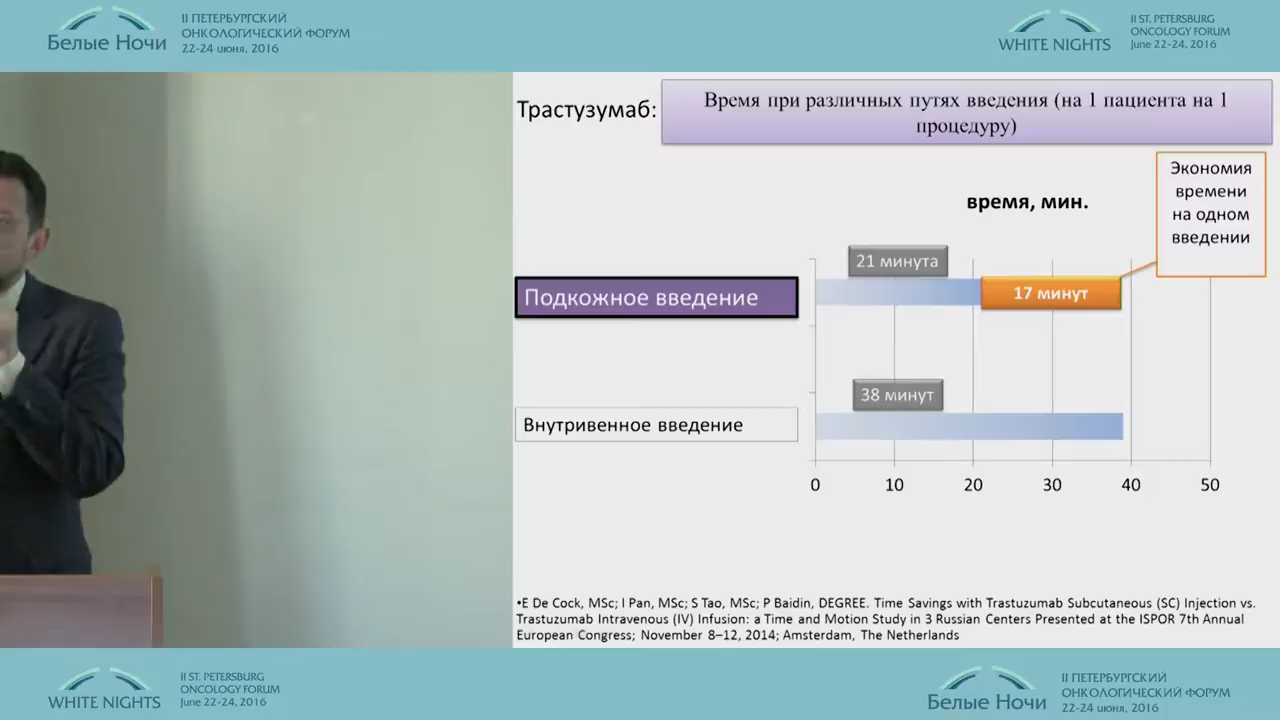 Белые Ночи
II ПЕТЕРБУРГСКИЙ
ОНКОЛОГИЧЕСКИЙ ФОРУМ
22-24 июня, 2016
WHITE NIGHTS
II ST. PETERSBURG
ONCOLOGY FORUM
June 22-24, 2016
Трастузумаб:
Время при различных путях введения (на 1 пациента на 1
процедуру)
Экономия
времени
на одном
введении
время, мин.
21 минута
Подкожное введение
17 минут
38 минут
Внутривенное введение
0 10 20 30 40 50
•E De Cock, MSc; I Pan, MSc; S Tao, MSc; P Baidin, DEGREE. Time Savings with Trastuzumab Subcutaneous (SC) Injection vs.
Trastuzumab Intravenous (IV) Infusion: a Time and Motion Study in 3 Russian Centers Presented at the ISPOR 7th Annual
European Congress; November 8–12, 2014; Amsterdam, The Netherlands
WHITE NIGHTS
II ST. PETERSBURG
ONCOLOGY FORUM
June 22-24, 2016
Белые Ночи
II ПЕТЕРБУРГСКИЙ
ОНКОЛОГИЧЕСКИЙ ФОРУМ
22-24 июня, 2016